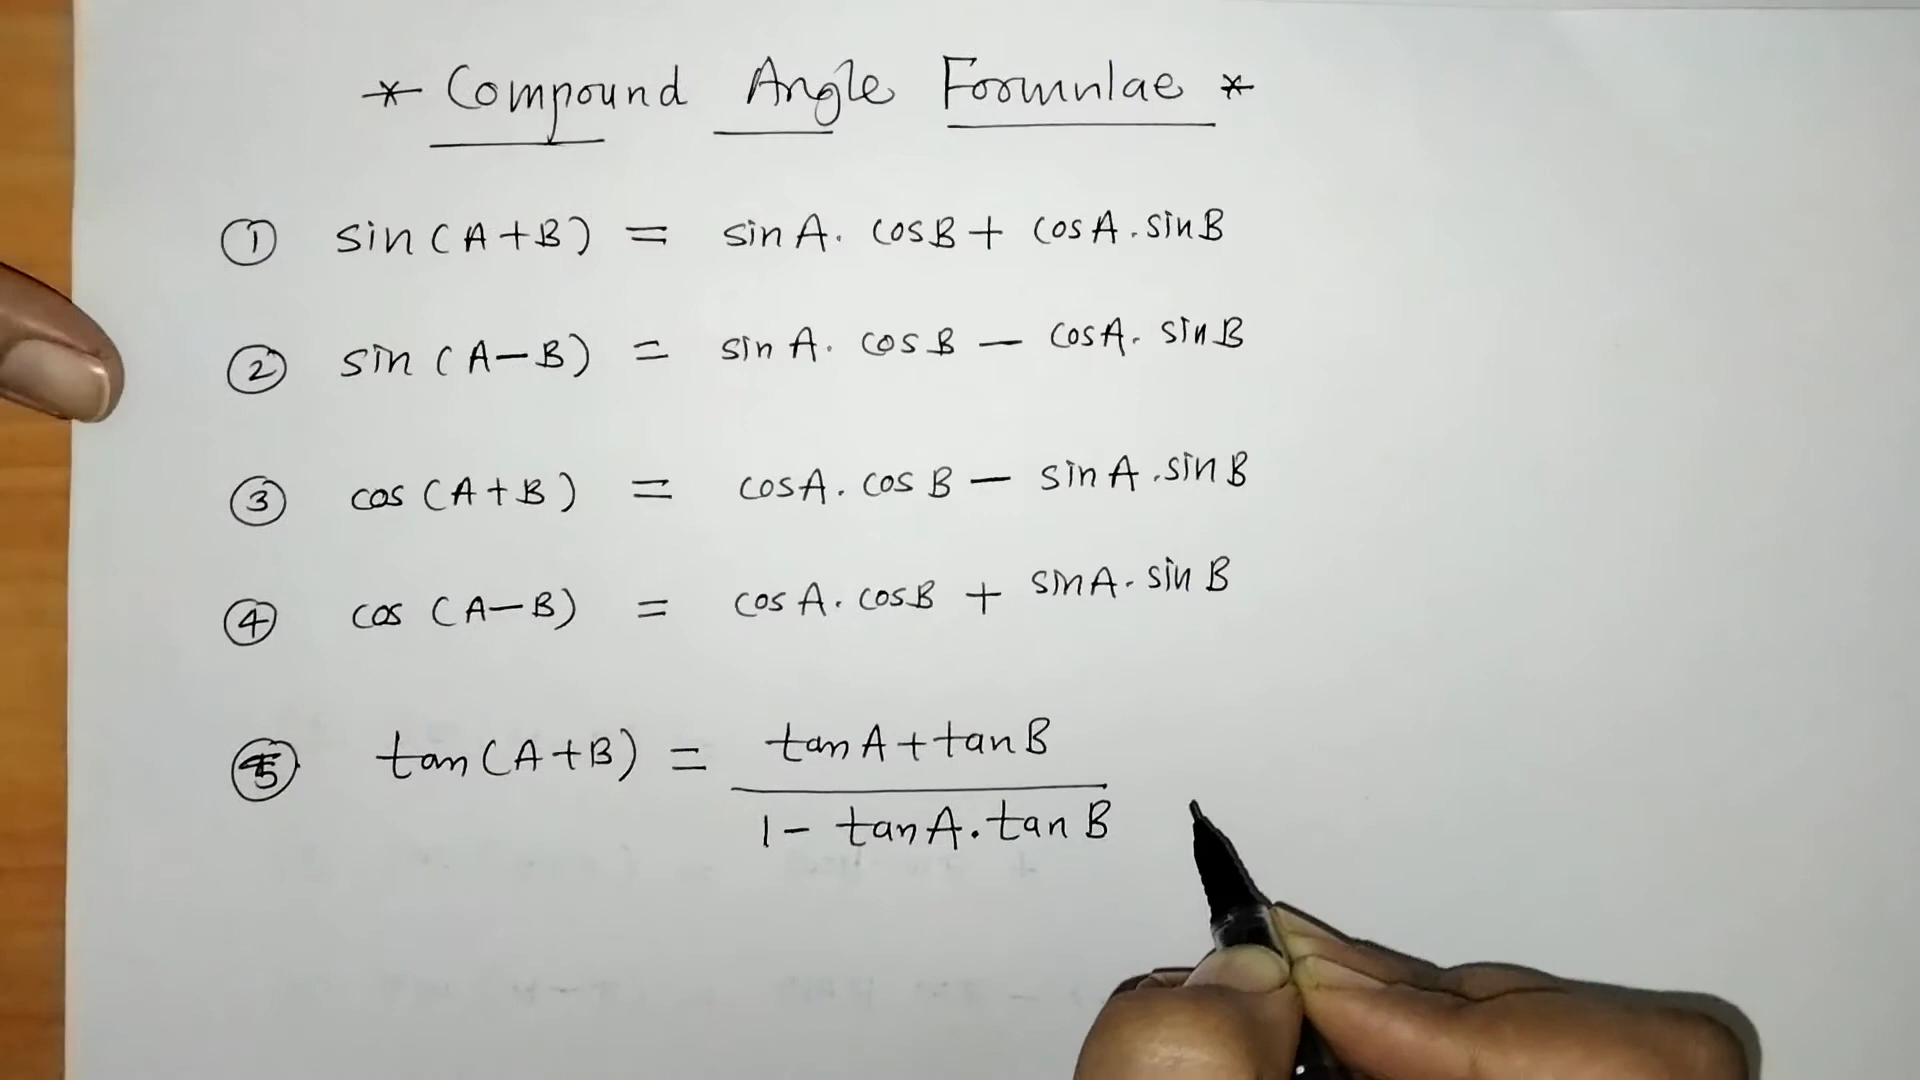 * Compound Angle Formulae *
① sin(A+B) = sinA. cosB + cosA.sinB
② sin(A-B) = sinA. cosB - cosA. sinB
③ cos(A+B) = cosA. cosB - sinA.sinB
④ cos(A-B) = cosA. cosB + sinA. sinB
⑤ tan(A+B) = tanA+tanB
1- tanA.tanB